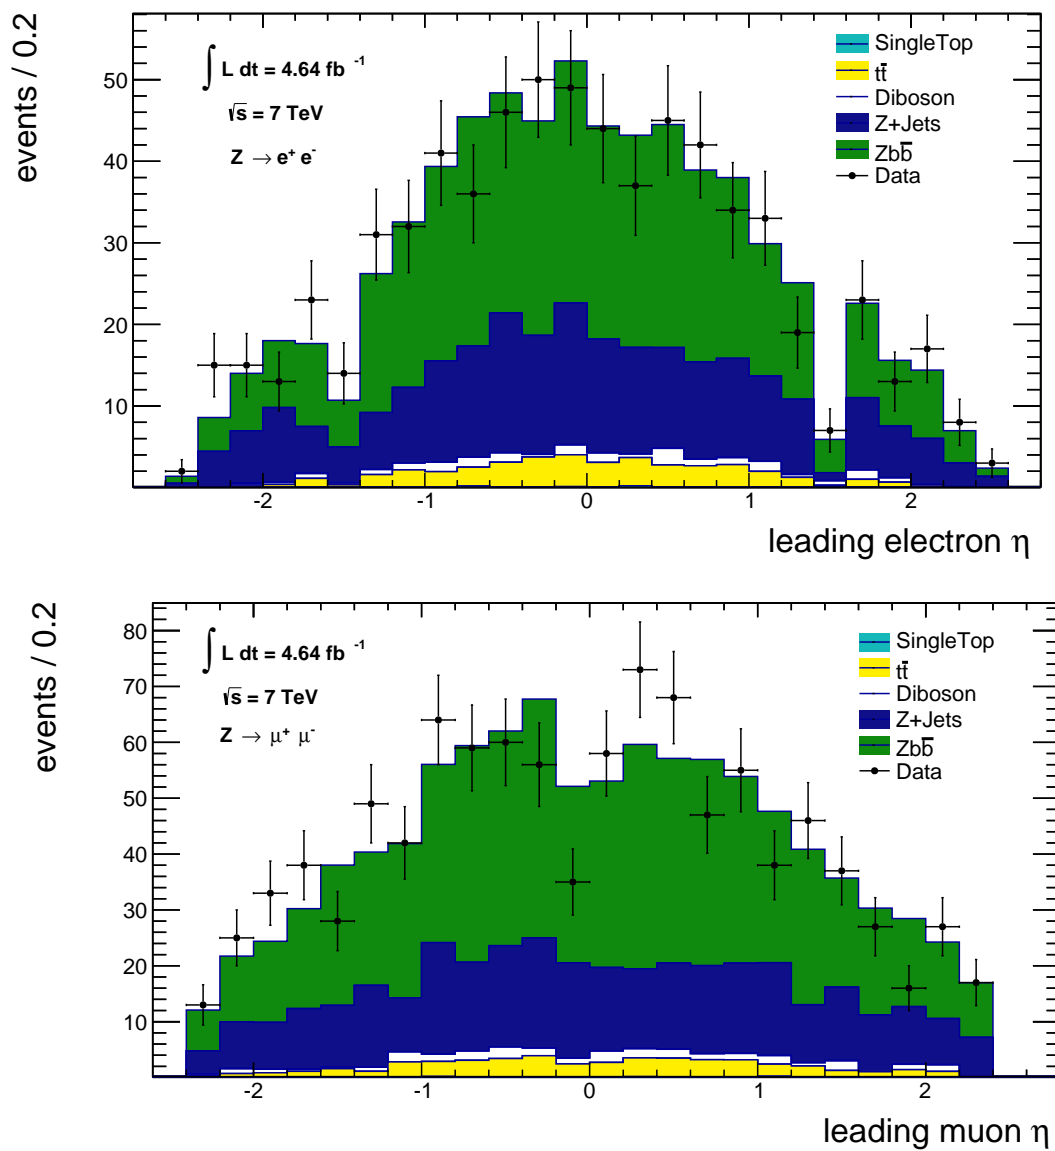 events / 0.2
∫ L dt = 4.64 fb⁻¹
√s = 7 TeV
Z → e⁺ e⁻
SingleTop
tt̅
Diboson
Z+Jets
Zbb̅
Data
50
40
30
20
10
-2 -1 0 1 2
leading electron η
events / 0.2
∫ L dt = 4.64 fb⁻¹
√s = 7 TeV
Z → μ⁺ μ⁻
SingleTop
tt̅
Diboson
Z+Jets
Zbb̅
Data
80
70
60
50
40
30
20
10
-2 -1 0 1 2
leading muon η